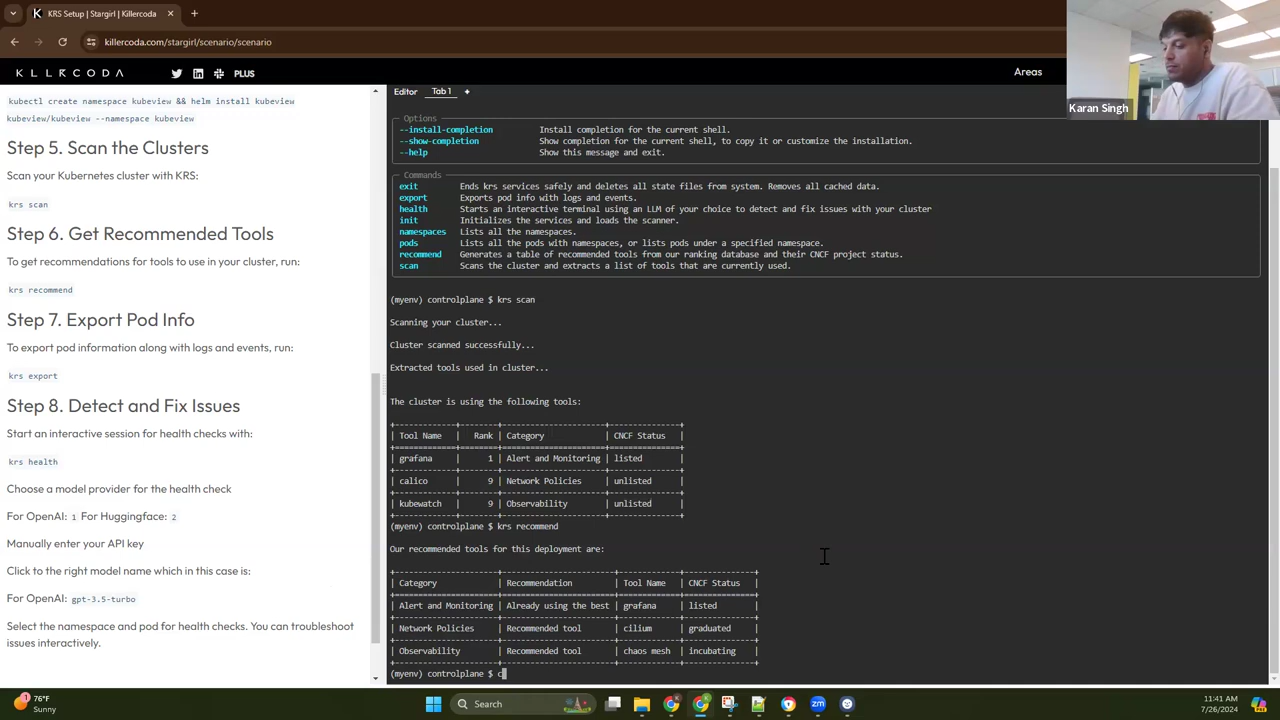 KRS Setup | Stargirl | Killercoda
killercoda.com/stargirl/scenario/scenario
KILLRCODA
PLUS
Areas
Karan Singh
kubectl create namespace kubeview && helm install kubeview
kubeview/kubeview --namespace kubeview
Step 5. Scan the Clusters
Scan your Kubernetes cluster with KRS:
krs scan
Step 6. Get Recommended Tools
To get recommendations for tools to use in your cluster, run:
krs recommend
Step 7. Export Pod Info
To export pod information along with logs and events, run:
krs export
Step 8. Detect and Fix Issues
Start an interactive session for health checks with:
krs health
Choose a model provider for the health check
For OpenAI: 1 For Huggingface: 2
Manually enter your API key
Click to the right model name which in this case is:
For OpenAI: gpt-3.5-turbo
Select the namespace and pod for health checks. You can troubleshoot
issues interactively.
Editor Tab 1 +
Options
--install-completion Install completion for the current shell.
--show-completion Show completion for the current shell, to copy it or customize the installation.
--help Show this message and exit.
Commands
exit Ends krs services safely and deletes all state files from system. Removes all cached data.
export Exports pod info with logs and events.
health Starts an interactive terminal using an LLM of your choice to detect and fix issues with your cluster
init Initializes the services and loads the scanner.
namespaces Lists all the namespaces.
pods Lists all the pods with namespaces, or lists pods under a specified namespace.
recommend Generates a table of recommended tools from our ranking database and their CNCF project status.
scan Scans the cluster and extracts a list of tools that are currently used.
(myenv) controlplane $ krs scan
Scanning your cluster...
Cluster scanned successfully...
Extracted tools used in cluster...
The cluster is using the following tools:
| Tool Name | Rank | Category | CNCF Status |
| grafana | 1 | Alert and Monitoring | listed |
| calico | 9 | Network Policies | unlisted |
| kubewatch | 9 | Observability | unlisted |
(myenv) controlplane $ krs recommend
Our recommended tools for this deployment are:
| Category | Recommendation | Tool Name | CNCF Status |
| Alert and Monitoring | Already using the best | grafana | listed |
| Network Policies | Recommended tool | cilium | graduated |
| Observability | Recommended tool | chaos mesh | incubating |
(myenv) controlplane $ c
76°F
Sunny
Search
11:41 AM
7/26/2024